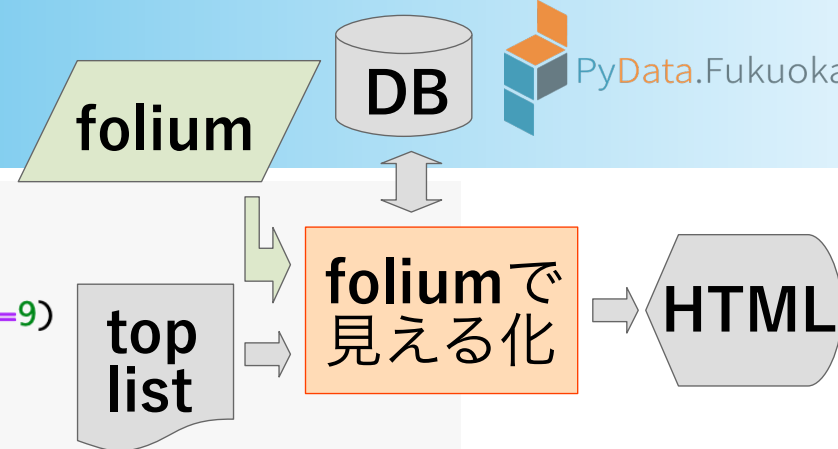 DB
PyData.Fukuoka
folium
=9)
top
list
foliumで
見える化
HTML